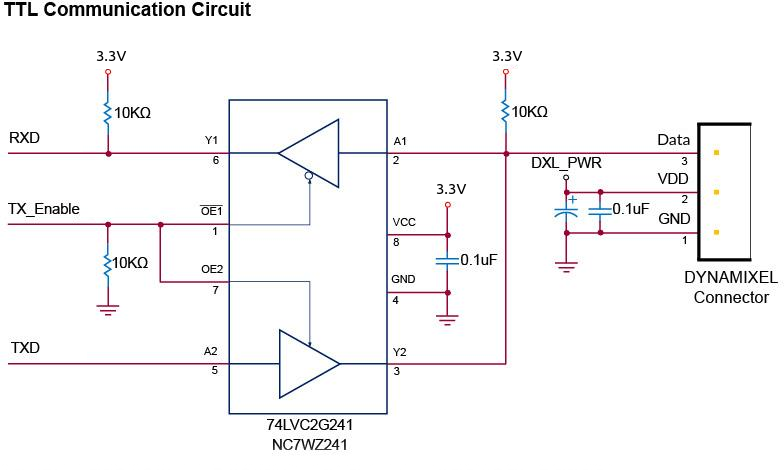 TTL Communication Circuit
3.3V
3.3V
10KΩ
10KΩ
RXD
Y1
6
A1
2
Data
3
DXL_PWR
VDD
2
3.3V
TX_Enable
OE1
1
+
0.1uF
GND
1
VCC
8
10KΩ
OE2
7
0.1uF
GND
4
DYNAMIXEL
Connector
TXD
A2
5
Y2
3
74LVC2G241
NC7WZ241